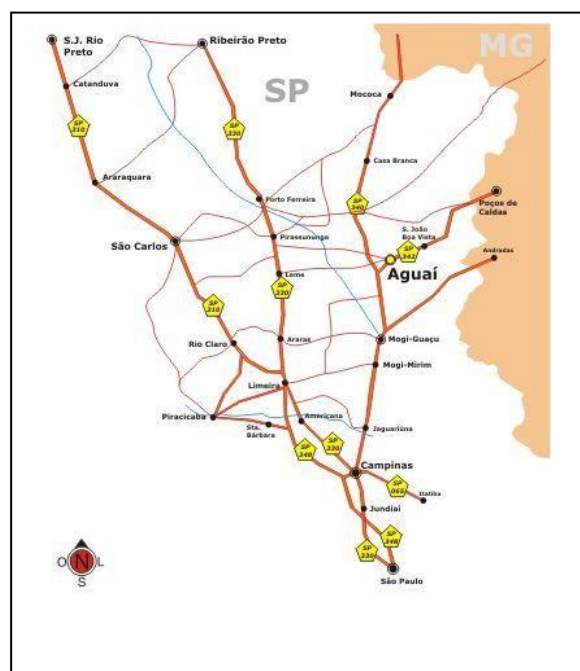 S.J. Rio
Preto
Ribeirão Preto
MG
Catanduva
SP
Mococa
SP
310
SP
330
Casa Branca
Araraquara
Porto Ferreira
SP
340
Poços de
Caldas
S. João
Boa Vista
São Carlos
Pirassununga
SP
342
Andradas
Leme
Aguaí
SP
330
SP
310
Rio Claro
Araras
Mogi-Guaçu
Mogi-Mirim
Limeira
Piracicaba
Americana
Sta.
Bárbara
Jaguariúna
SP
330
SP
348
Campinas
SP
065
Itatiba
Jundiaí
SP
348
SP
330
São Paulo
O N L
S